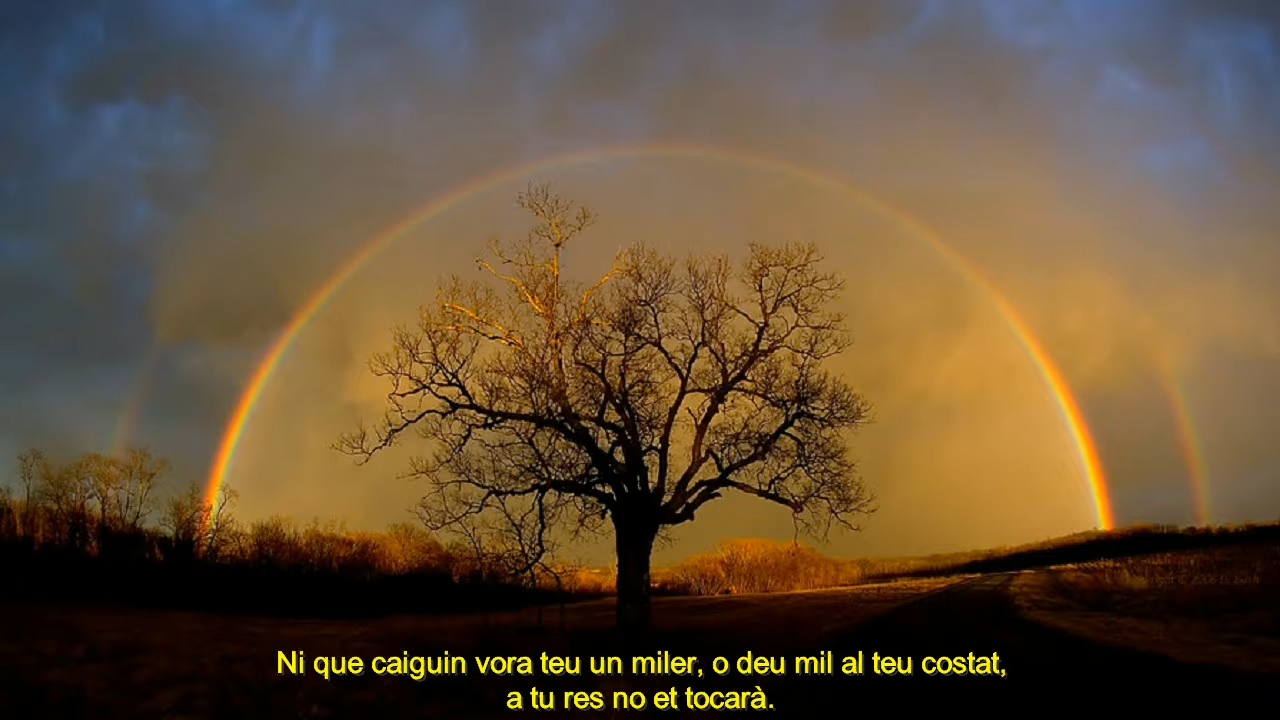 Ni que caiguin vora teu un miler, o deu mil al teu costat,
a tu res no et tocarà.